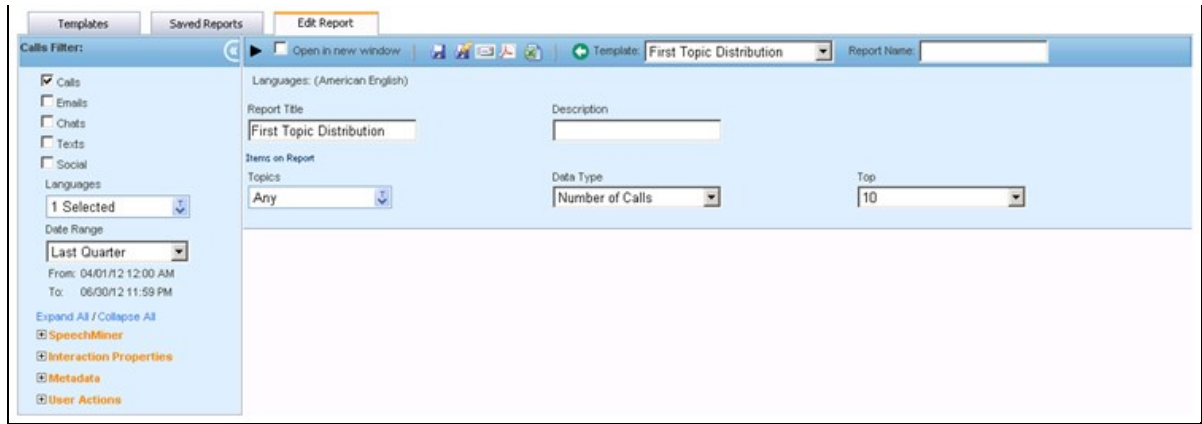 Templates Saved Reports Edit Report
Calls Filter:
Open in new window Template: First Topic Distribution Report Name:
Calls
Emails
Chats
Texts
Social
Languages
1 Selected
Date Range
Last Quarter
From: 04/01/12 12:00 AM
To: 06/30/12 11:59 PM
Expand All / Collapse All
SpeechMiner
Interaction Properties
Metadata
User Actions
Languages: (American English)
Report Title Description
First Topic Distribution
Items on Report
Topics Data Type Top
Any Number of Calls 10